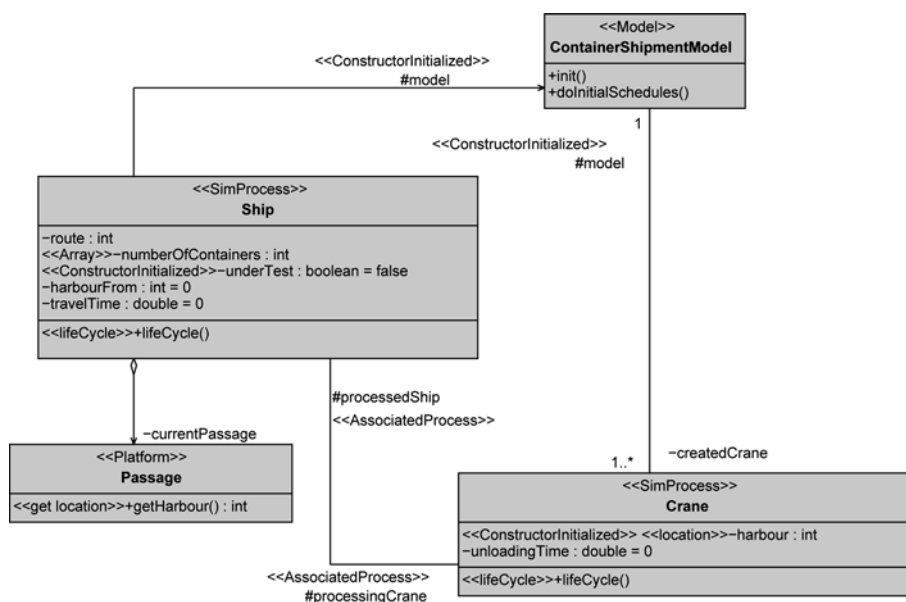 <<Model>>
ContainerShipmentModel
+init()
+doInitialSchedules()
<<ConstructorInitialized>>
#model
1
<<ConstructorInitialized>>
#model
<<SimProcess>>
Ship
−route : int
<<Array>>−numberOfContainers : int
<<ConstructorInitialized>>−underTest : boolean = false
−harbourFrom : int = 0
−travelTime : double = 0
<<lifeCycle>>+lifeCycle()
#processedShip
<<AssociatedProcess>>
−currentPassage
<<Platform>>
Passage
<<get location>>+getHarbour() : int
1..*
−createdCrane
<<SimProcess>>
Crane
<<ConstructorInitialized>> <<location>>−harbour : int
−unloadingTime : double = 0
<<lifeCycle>>+lifeCycle()
<<AssociatedProcess>>
#processingCrane